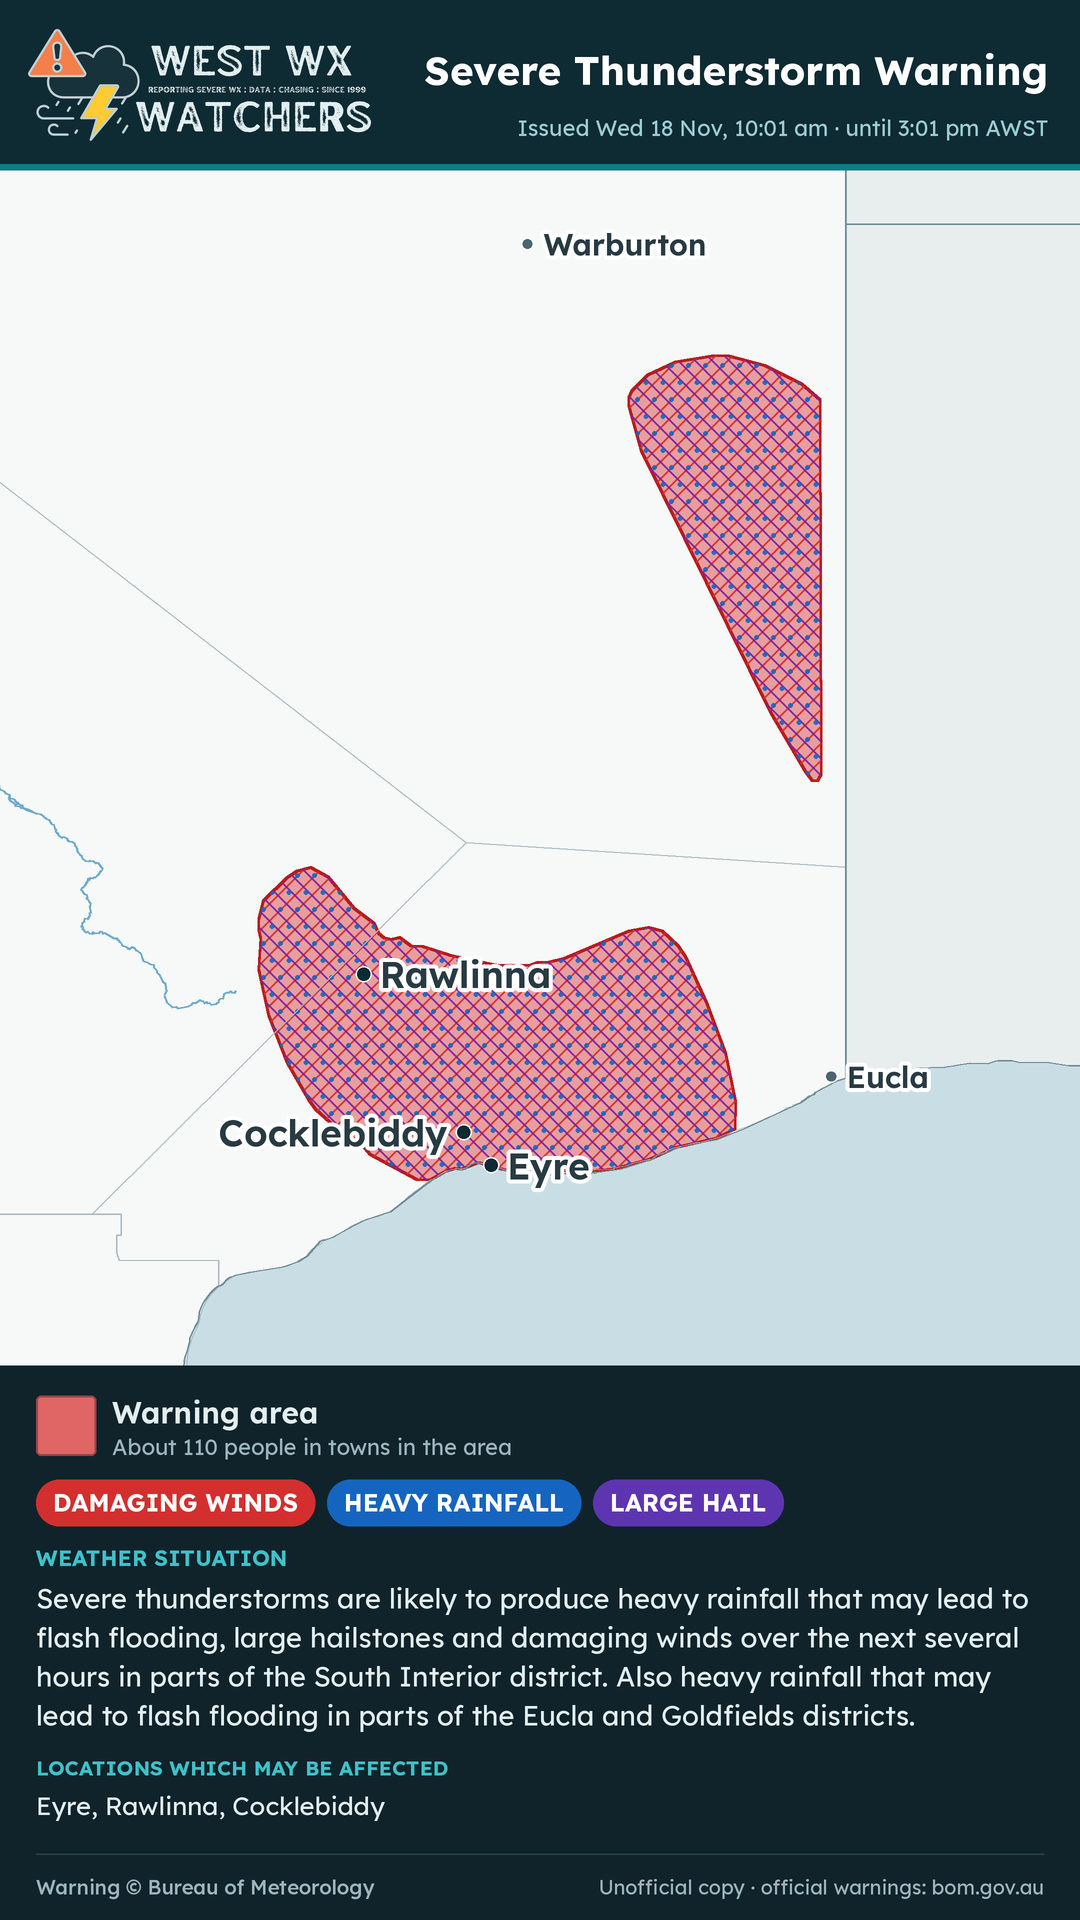 WEST WX
REPORTING SEVERE WX : DATA : CHASING : SINCE 1999
WATCHERS
Severe Thunderstorm Warning
Issued Wed 18 Nov, 10:01 am · until 3:01 pm AWST
Warburton
Rawlinna
Eucla
Cocklebiddy
Eyre
Warning area
About 110 people in towns in the area
DAMAGING WINDS
HEAVY RAINFALL
LARGE HAIL
WEATHER SITUATION
Severe thunderstorms are likely to produce heavy rainfall that may lead to
flash flooding, large hailstones and damaging winds over the next several
hours in parts of the South Interior district. Also heavy rainfall that may
lead to flash flooding in parts of the Eucla and Goldfields districts.
LOCATIONS WHICH MAY BE AFFECTED
Eyre, Rawlinna, Cocklebiddy
Warning © Bureau of Meteorology
Unofficial copy · official warnings: bom.gov.au